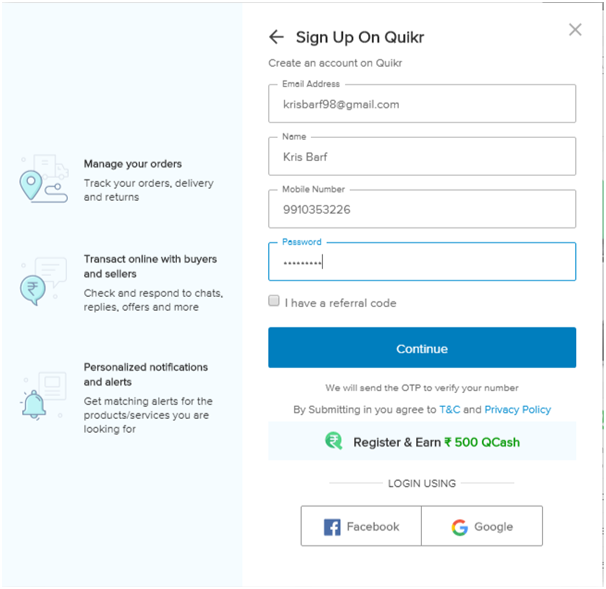 Manage your orders
Track your orders, delivery
and returns
Transact online with buyers
and sellers
Check and respond to chats,
replies, offers and more
Personalized notifications
and alerts
Get matching alerts for the
products/services you are
looking for
Sign Up On Quikr
Create an account on Quikr
Email Address
krisbarf98@gmail.com
Name
Kris Barf
Mobile Number
9910353226
Password
•••••••••
I have a referral code
Continue
We will send the OTP to verify your number
By Submitting in you agree to T&C and Privacy Policy
Register & Earn ₹ 500 QCash
LOGIN USING
Facebook
Google